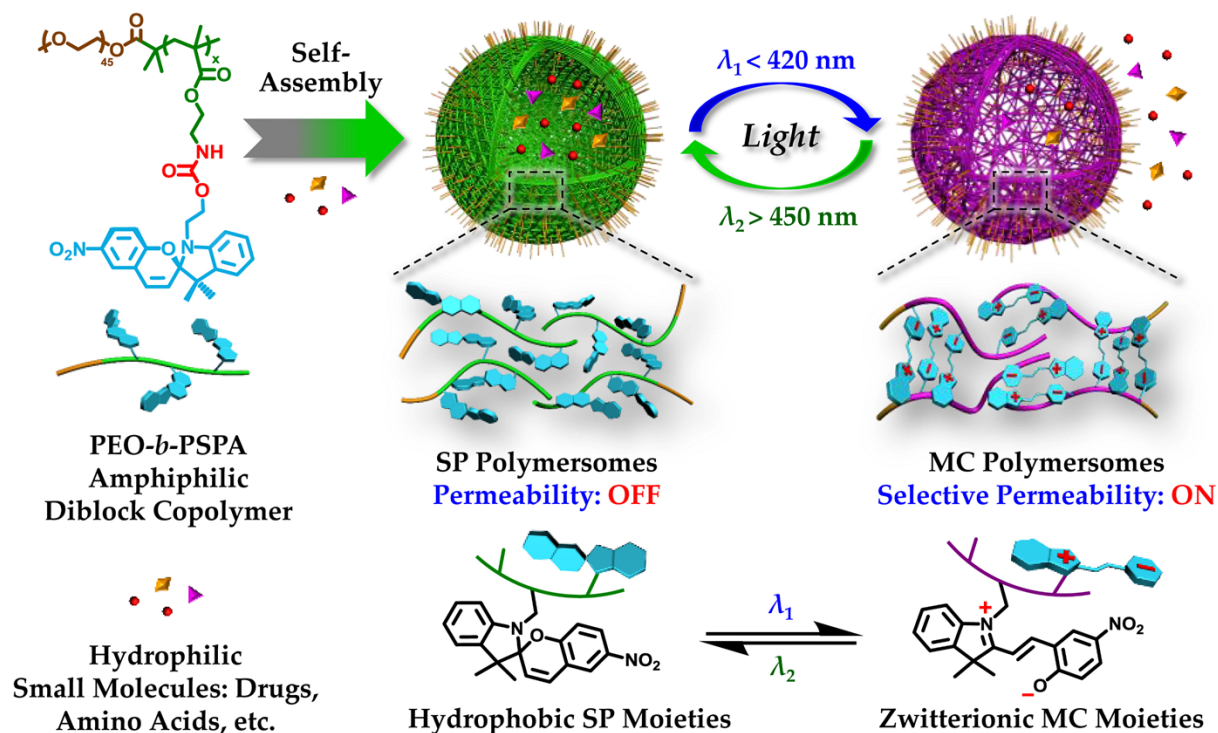 O
O
45
O
x
O
O
NH
O
O
NO₂
O
N
Self-
Assembly
λ₁ < 420 nm
Light
λ₂ > 450 nm
PEO-b-PSPA
Amphiphilic
Diblock Copolymer
SP Polymersomes
Permeability: OFF
MC Polymersomes
Selective Permeability: ON
Hydrophilic
Small Molecules: Drugs,
Amino Acids, etc.
N
O
NO₂
Hydrophobic SP Moieties
λ₁
λ₂
+
N
NO₂
O
−
Zwitterionic MC Moieties